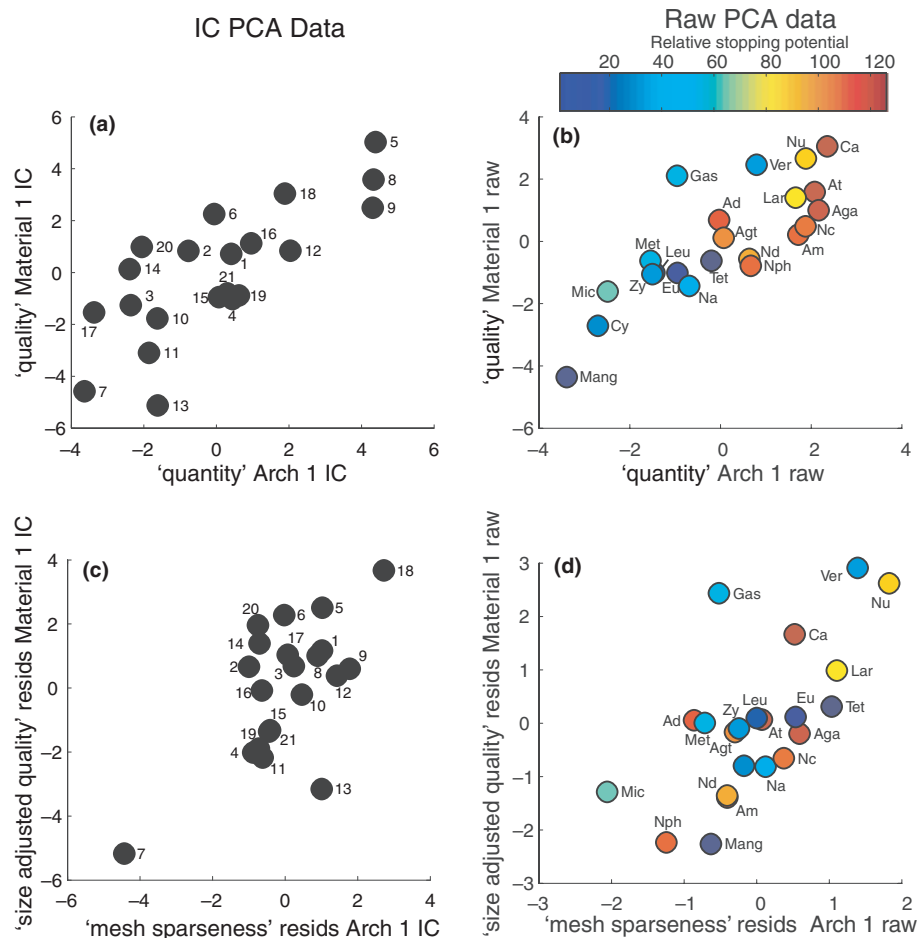 IC PCA Data
Raw PCA data
Relative stopping potential
20 40 60 80 100 120
(a)
6
4
2
0
−2
−4
−6
−4 −2 0 2 4 6
‘quality’ Material 1 IC
‘quantity’ Arch 1 IC
5
8
9
18
6
16
12
20
2
1
14
21
15
19
4
3
10
17
11
7
13
(b)
4
2
0
−2
−4
−6
−4 −2 0 2 4
‘quality’ Material 1 raw
‘quantity’ Arch 1 raw
Nu
Ca
Ver
Gas
At
Lar
Aga
Ad
Nc
Agt
Am
Met
Leu
Nd
Nph
Tet
Zy
Eu
Na
Mic
Cy
Mang
(c)
4
2
0
−2
−4
−6
−6 −4 −2 0 2 4
‘size adjusted quality’ resids Material 1 IC
‘mesh sparseness’ resids Arch 1 IC
18
5
6
20
17
1
14
9
2
3
8
12
16
10
15
19
21
4
11
13
7
(d)
3
2
1
0
−1
−2
−3
−3 −2 −1 0 1 2
‘size adjusted quality’ resids Material 1 raw
‘mesh sparseness’ resids Arch 1 raw
Ver
Nu
Gas
Ca
Lar
Tet
Leu
Eu
Zy
Ad
At
Aga
Met
Agt
Nc
Na
Nd
Am
Mic
Nph
Mang